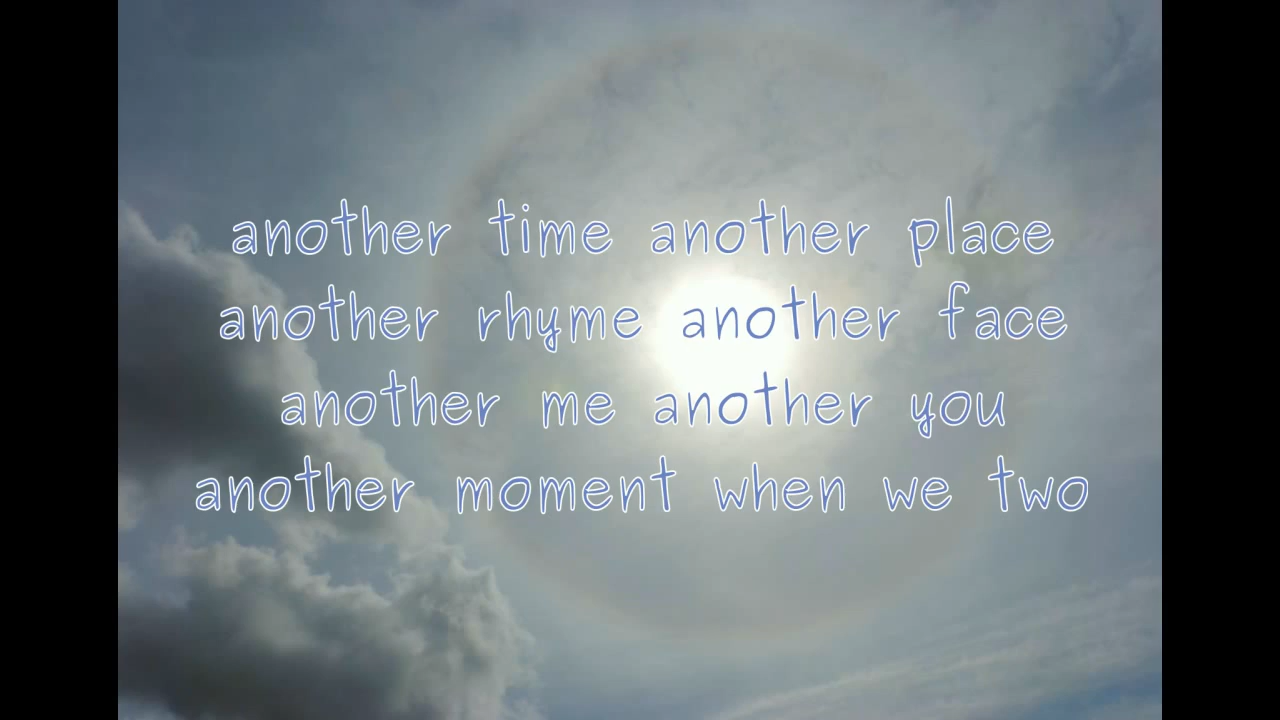 another time another place
another rhyme another face
another me another you
another moment when we two